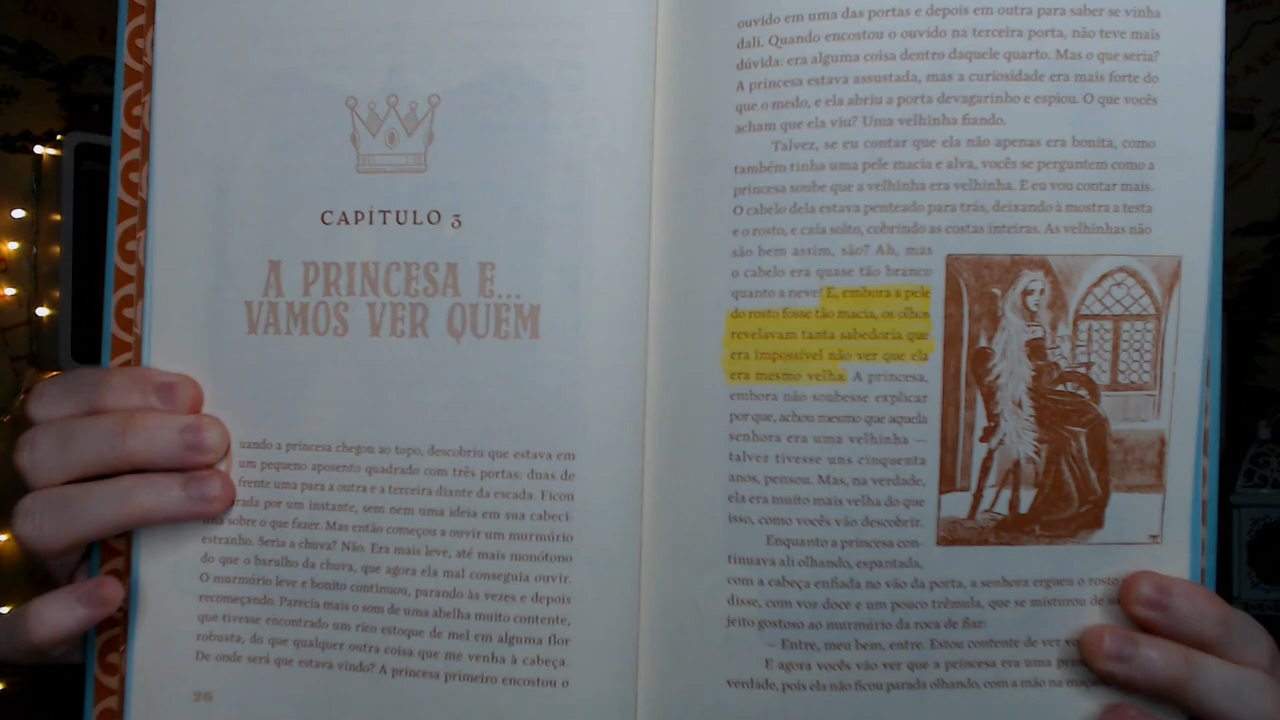 CAPÍTULO 3
A PRINCESA E...
VAMOS VER QUEM
uando a princesa chegou ao topo, descobriu que estava em
um pequeno aposento quadrado com três portas: duas de
frente uma para a outra e a terceira diante da escada. Ficou
rada por um instante, sem nem uma ideia em sua cabeci-
sobre o que fazer. Mas então começou a ouvir um murmúrio
estranho. Seria a chuva? Não. Era mais leve, até mais monótono
do que o barulho da chuva, que agora ela mal conseguia ouvir.
O murmúrio leve e bonito continuou, parando às vezes e depois
recomeçando. Parecia mais o som de uma abelha muito contente,
que tivesse encontrado um rico estoque de mel em alguma flor
robusta, do que qualquer outra coisa que me venha à cabeça.
De onde será que estava vindo? A princesa primeiro encostou o
26
ouvido em uma das portas e depois em outra para saber se vinha
dali. Quando encostou o ouvido na terceira porta, não teve mais
dúvida: era alguma coisa dentro daquele quarto. Mas o que seria?
A princesa estava assustada, mas a curiosidade era mais forte do
que o medo, e ela abriu a porta devagarinho e espiou. O que vocês
acham que ela viu? Uma velhinha fiando.
Talvez, se eu contar que ela não apenas era bonita, como
também tinha uma pele macia e alva, vocês se perguntem como a
princesa soube que a velhinha era velhinha. E eu vou contar mais.
O cabelo dela estava penteado para trás, deixando à mostra a testa
e o rosto, e caía solto, cobrindo as costas inteiras. As velhinhas não
são bem assim, são? Ah, mas
o cabelo era quase tão branco
quanto a neve! E, embora a pele
do rosto fosse tão macia, os olhos
revelavam tanta sabedoria que
era impossível não ver que ela
era mesmo velha. A princesa,
embora não soubesse explicar
por que, achou mesmo que aquela
senhora era uma velhinha —
talvez tivesse uns cinquenta
anos, pensou. Mas, na verdade,
ela era muito mais velha do que
isso, como vocês vão descobrir.
Enquanto a princesa con-
tinuava ali olhando, espantada,
com a cabeça enfiada no vão da porta, a senhora ergueu o rosto
disse, com voz doce e um pouco trêmula, que se misturou de
jeito gostoso ao murmúrio da roca de fiar:
— Entre, meu bem, entre. Estou contente de ver
E agora vocês vão ver que a princesa era uma
verdade, pois ela não ficou parada olhando, com a mão na